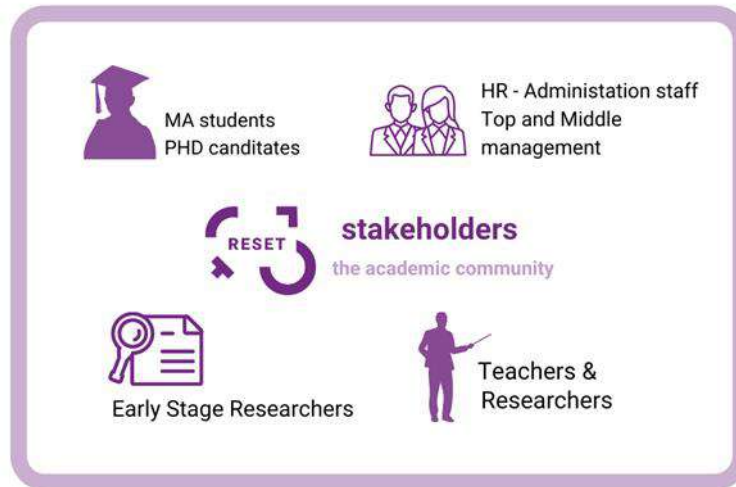 MA students
PHD canditates
HR - Administation staff
Top and Middle
management
RESET
stakeholders
the academic community
Early Stage Researchers
Teachers &
Researchers